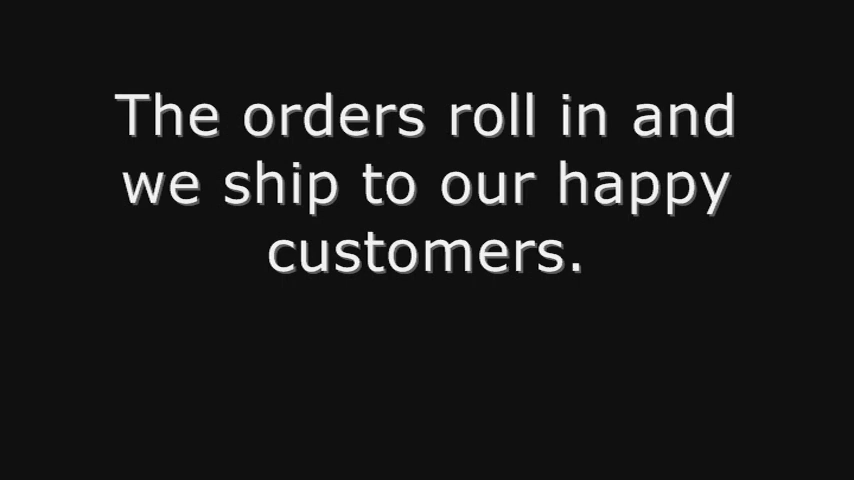 The orders roll in and
we ship to our happy
customers.